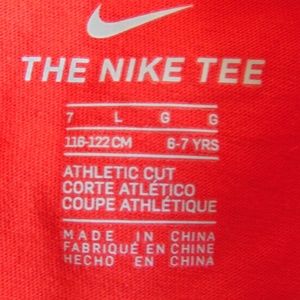 THE NIKE TEE
7 L G G
116-122 CM 6-7 YRS
ATHLETIC CUT
CORTE ATLÉTICO
COUPE ATHLÉTIQUE
MADE IN CHINA
FABRIQUÉ EN CHINE
HECHO EN CHINA